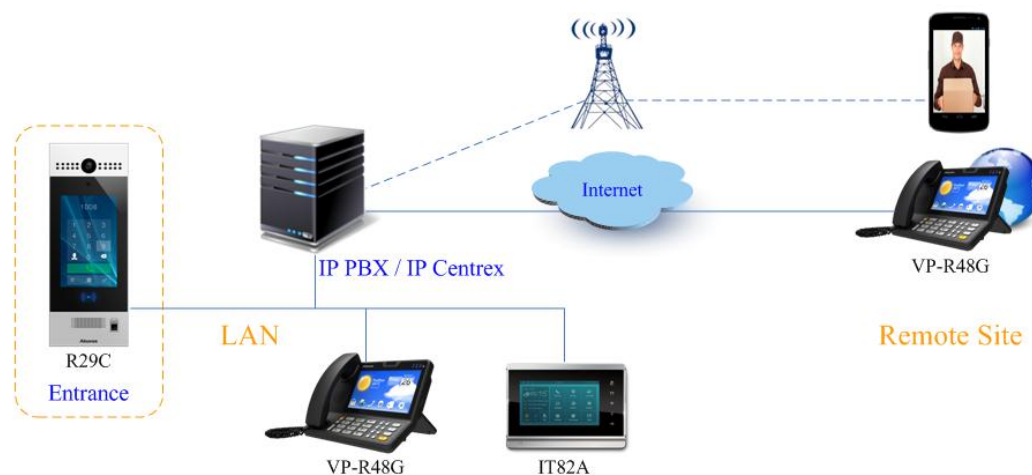 Internet
IP PBX / IP Centrex
VP-R48G
LAN
Remote Site
R29C
Entrance
VP-R48G
IT82A